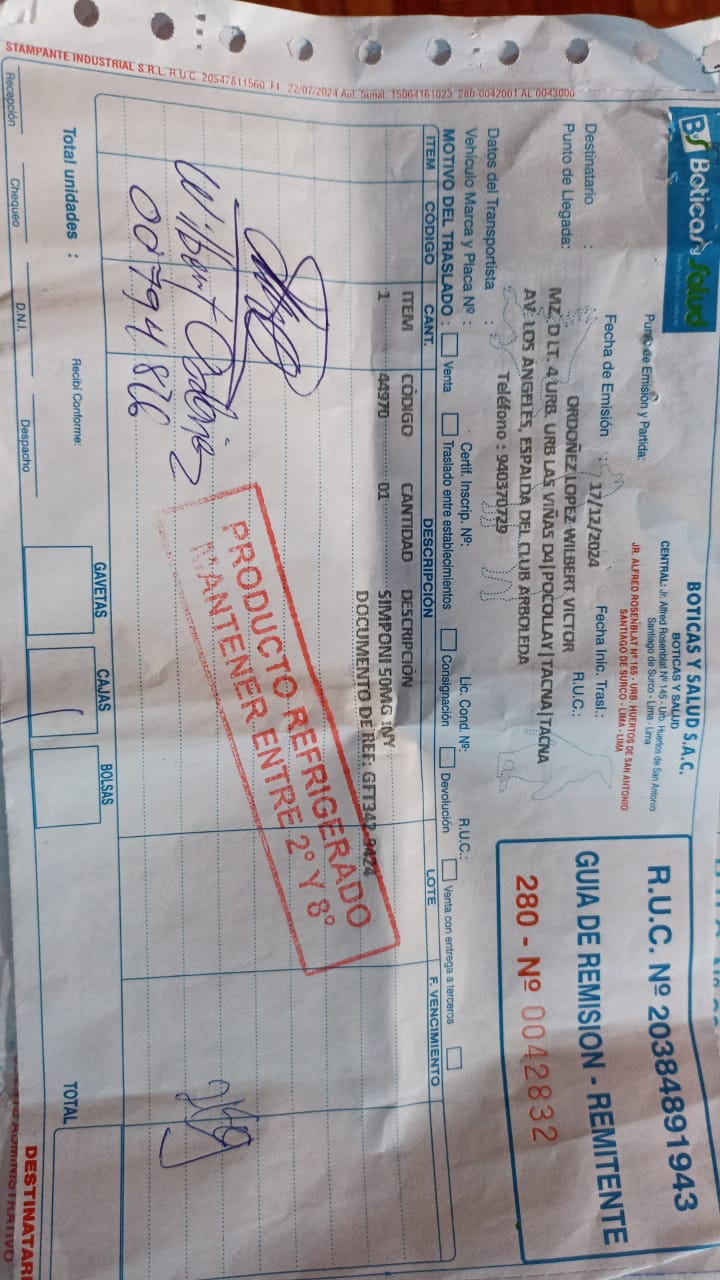 STAMPANTE INDUSTRIAL S.R.L. R.U.C 20547811560 F.I. 22/07/2024 Aut. Sunat. 15064161023 280-0042001 AL 0043000
ByS Boticas y Salud
BOTICAS Y SALUD S.A.C.
BOTICAS Y SALUD
CENTRAL: Jr. Alfred Rosenblat Nº 145 - Urb. Huertos de San Antonio
Santiago de Surco - Lima - Lima
Punto de Emisión y Partida:
JR. ALFRED ROSENBLAT Nº 165 - URB. HUERTOS DE SAN ANTONIO
SANTIAGO DE SURCO - LIMA - LIMA
R.U.C. Nº 20384891943
GUIA DE REMISION - REMITENTE
280 - Nº 0042832
Fecha de Emisión : 17/12/2024 Fecha Inic. Trasl.:
Destinatario : ORDOÑEZ LOPEZ WILBERT VICTOR R.U.C.:
Punto de Llegada: MZ. D LT. 4 URB. URB LAS VIÑAS D4|POCOLLAY|TACNA|TACNA
AV. LOS ANGELES, ESPALDA DEL CLUB ARBOLEDA
Teléfono : 940370729
Datos del Transportista :
R.U.C.:
Vehículo Marca y Placa Nº : Certif. Inscrip. Nº: Lic. Cond. Nº:
MOTIVO DEL TRASLADO : Venta Traslado entre establecimientos Consignación Devolución Venta con entrega a terceros
ITEM CÓDIGO CANT. DESCRIPCIÓN LOTE F. VENCIMIENTO
ITEM CÓDIGO CANTIDAD DESCRIPCIÓN
1 44970 01 SIMPONI 50MG INY
DOCUMENTO DE REF: GFT342-9424
PRODUCTO REFRIGERADO
MANTENER ENTRE 2° Y 8°
00794826
Total unidades : Recibí Conforme: GAVETAS CAJAS BOLSAS TOTAL
Recepción Chequeo D.N.I. Despacho
DESTINATARI